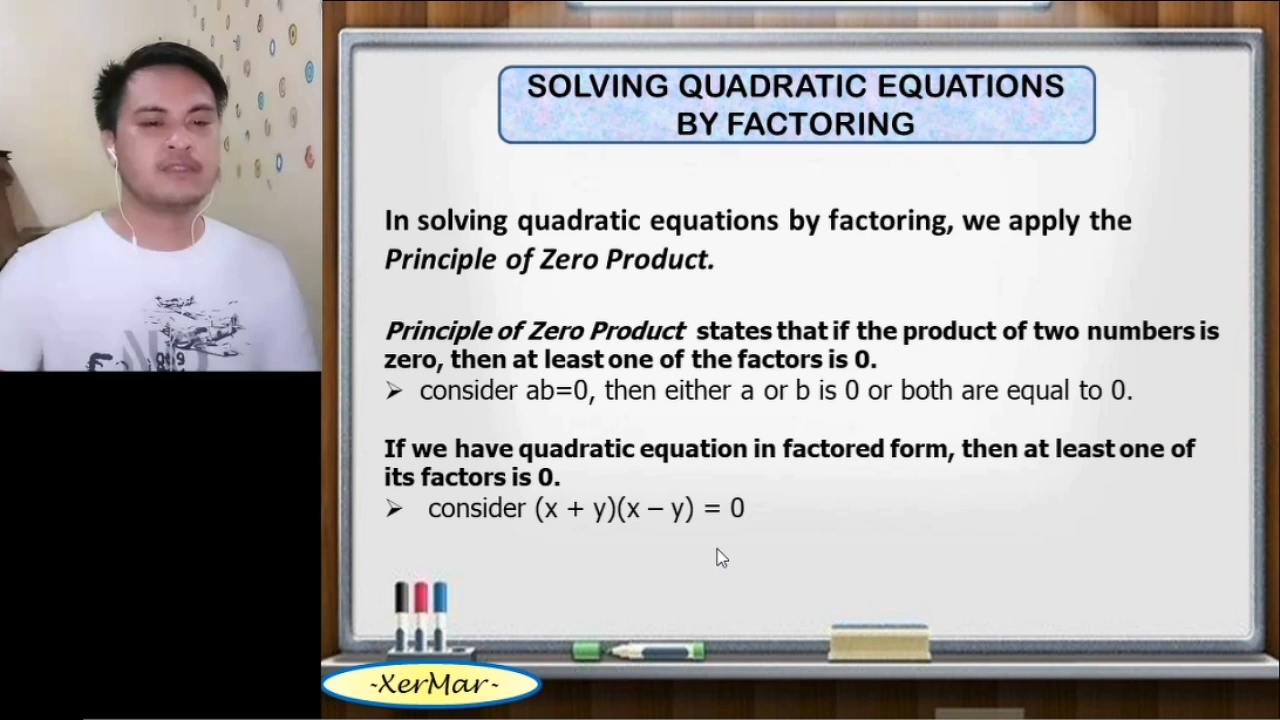 SOLVING QUADRATIC EQUATIONS
BY FACTORING
In solving quadratic equations by factoring, we apply the
Principle of Zero Product.
Principle of Zero Product states that if the product of two numbers is
zero, then at least one of the factors is 0.
➢ consider ab=0, then either a or b is 0 or both are equal to 0.
If we have quadratic equation in factored form, then at least one of
its factors is 0.
➢ consider (x + y)(x – y) = 0
-XerMar-